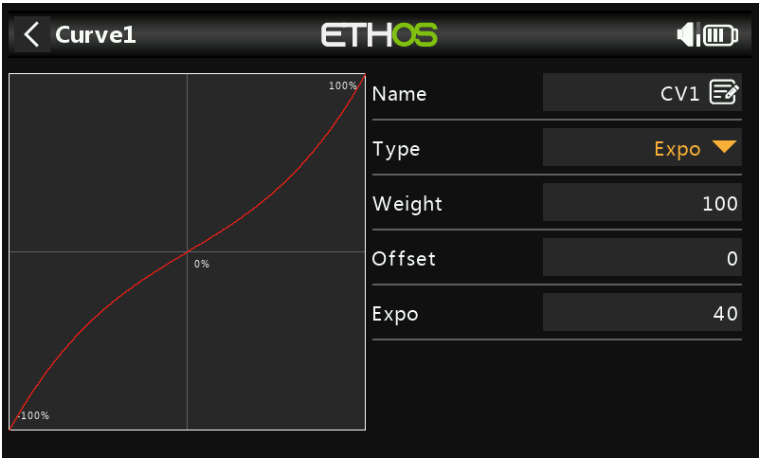 Curve1
ETHOS
100%
0%
-100%
Name CV1
Type Expo
Weight 100
Offset 0
Expo 40